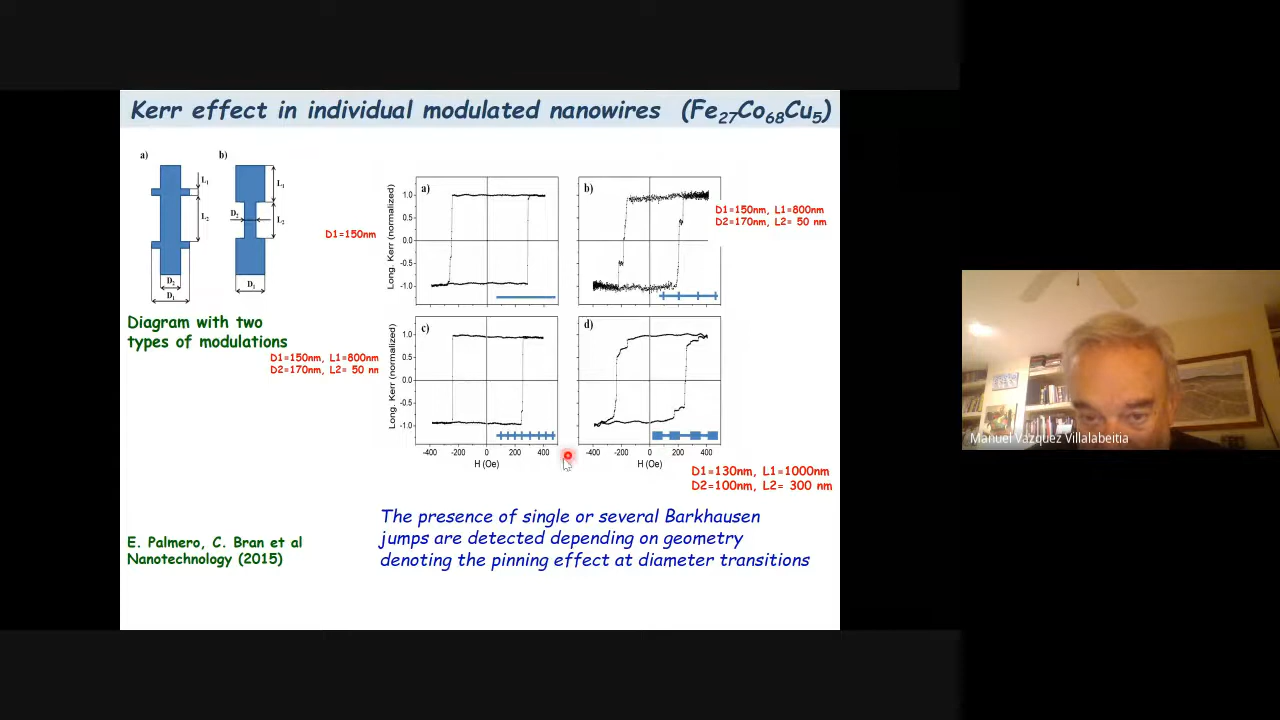 Kerr effect in individual modulated nanowires (Fe27Co68Cu5)
a)
b)
L1
L2
D2
D1
L1
D2
L2
D1
Diagram with two
types of modulations
D1=150nm
D1=150nm, L1=800nm
D2=170nm, L2= 50 nm
D1=150nm, L1=800nm
D2=170nm, L2= 50 nn
a)
b)
Long. Kerr (normalized)
1.0
0.5
0.0
-0.5
-1.0
c)
d)
Long. Kerr (normalized)
1.0
0.5
0.0
-0.5
-1.0
-400 -200 0 200 400
H (Oe)
-400 -200 0 200 400
H (Oe)
D1=130nm, L1=1000nm
D2=100nm, L2= 300 nm
The presence of single or several Barkhausen
jumps are detected depending on geometry
denoting the pinning effect at diameter transitions
E. Palmero, C. Bran et al
Nanotechnology (2015)
Manuel Vázquez Villalabeitia